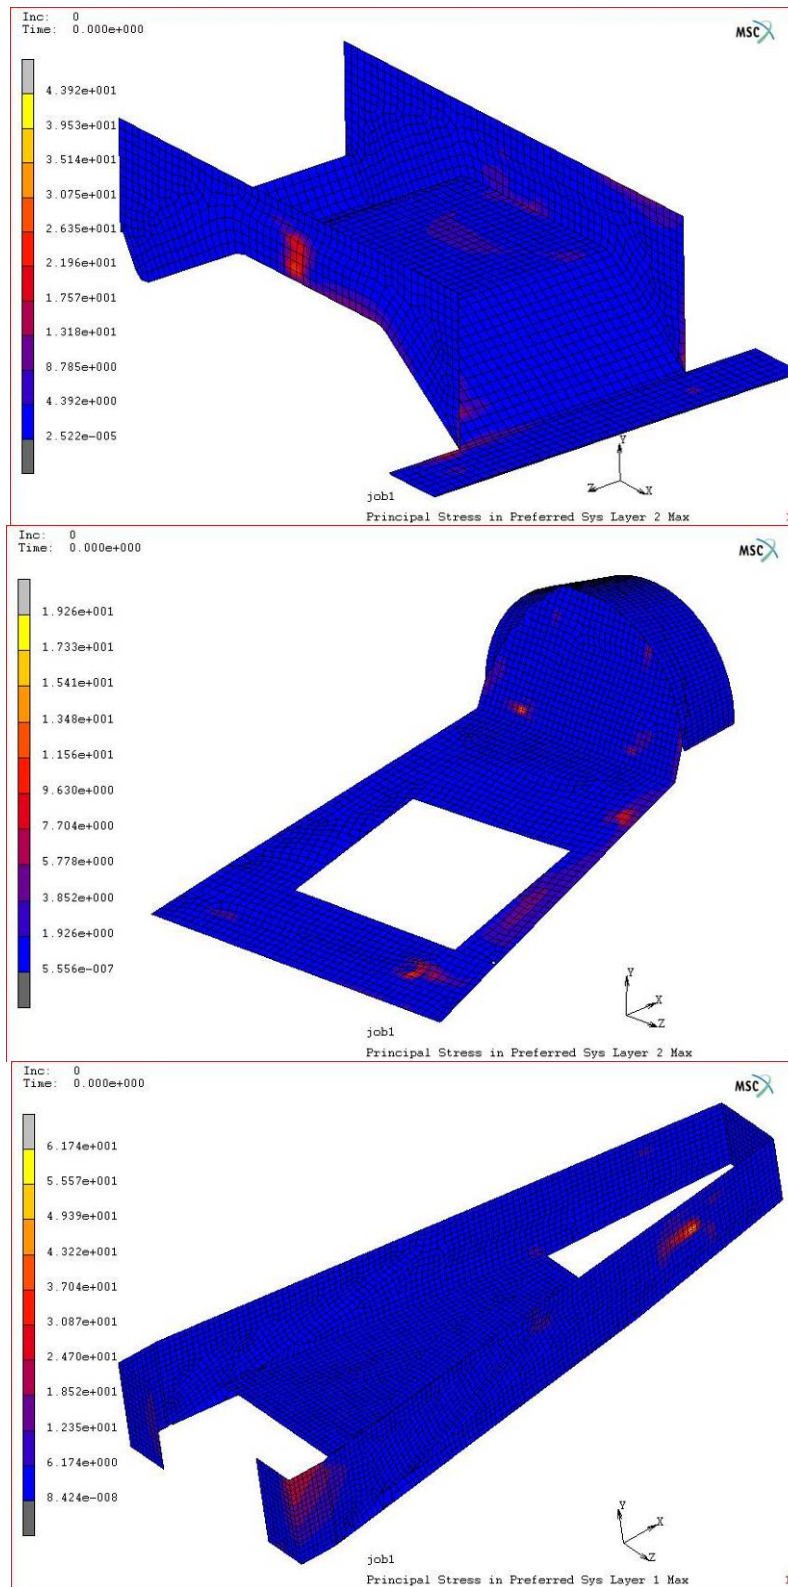 Inc: 0
Time: 0.000e+000
MSC
4.392e+001
3.953e+001
3.514e+001
3.075e+001
2.635e+001
2.196e+001
1.757e+001
1.318e+001
8.785e+000
4.392e+000
2.522e-005
Y
Z
X
job1
Principal Stress in Preferred Sys Layer 2 Max
Inc: 0
Time: 0.000e+000
MSC
1.926e+001
1.733e+001
1.541e+001
1.348e+001
1.156e+001
9.630e+000
7.704e+000
5.778e+000
3.852e+000
1.926e+000
5.556e-007
Y
X
Z
job1
Principal Stress in Preferred Sys Layer 2 Max
Inc: 0
Time: 0.000e+000
MSC
6.174e+001
5.557e+001
4.939e+001
4.322e+001
3.704e+001
3.087e+001
2.470e+001
1.852e+001
1.235e+001
6.174e+000
8.424e-008
Y
X
Z
job1
Principal Stress in Preferred Sys Layer 1 Max